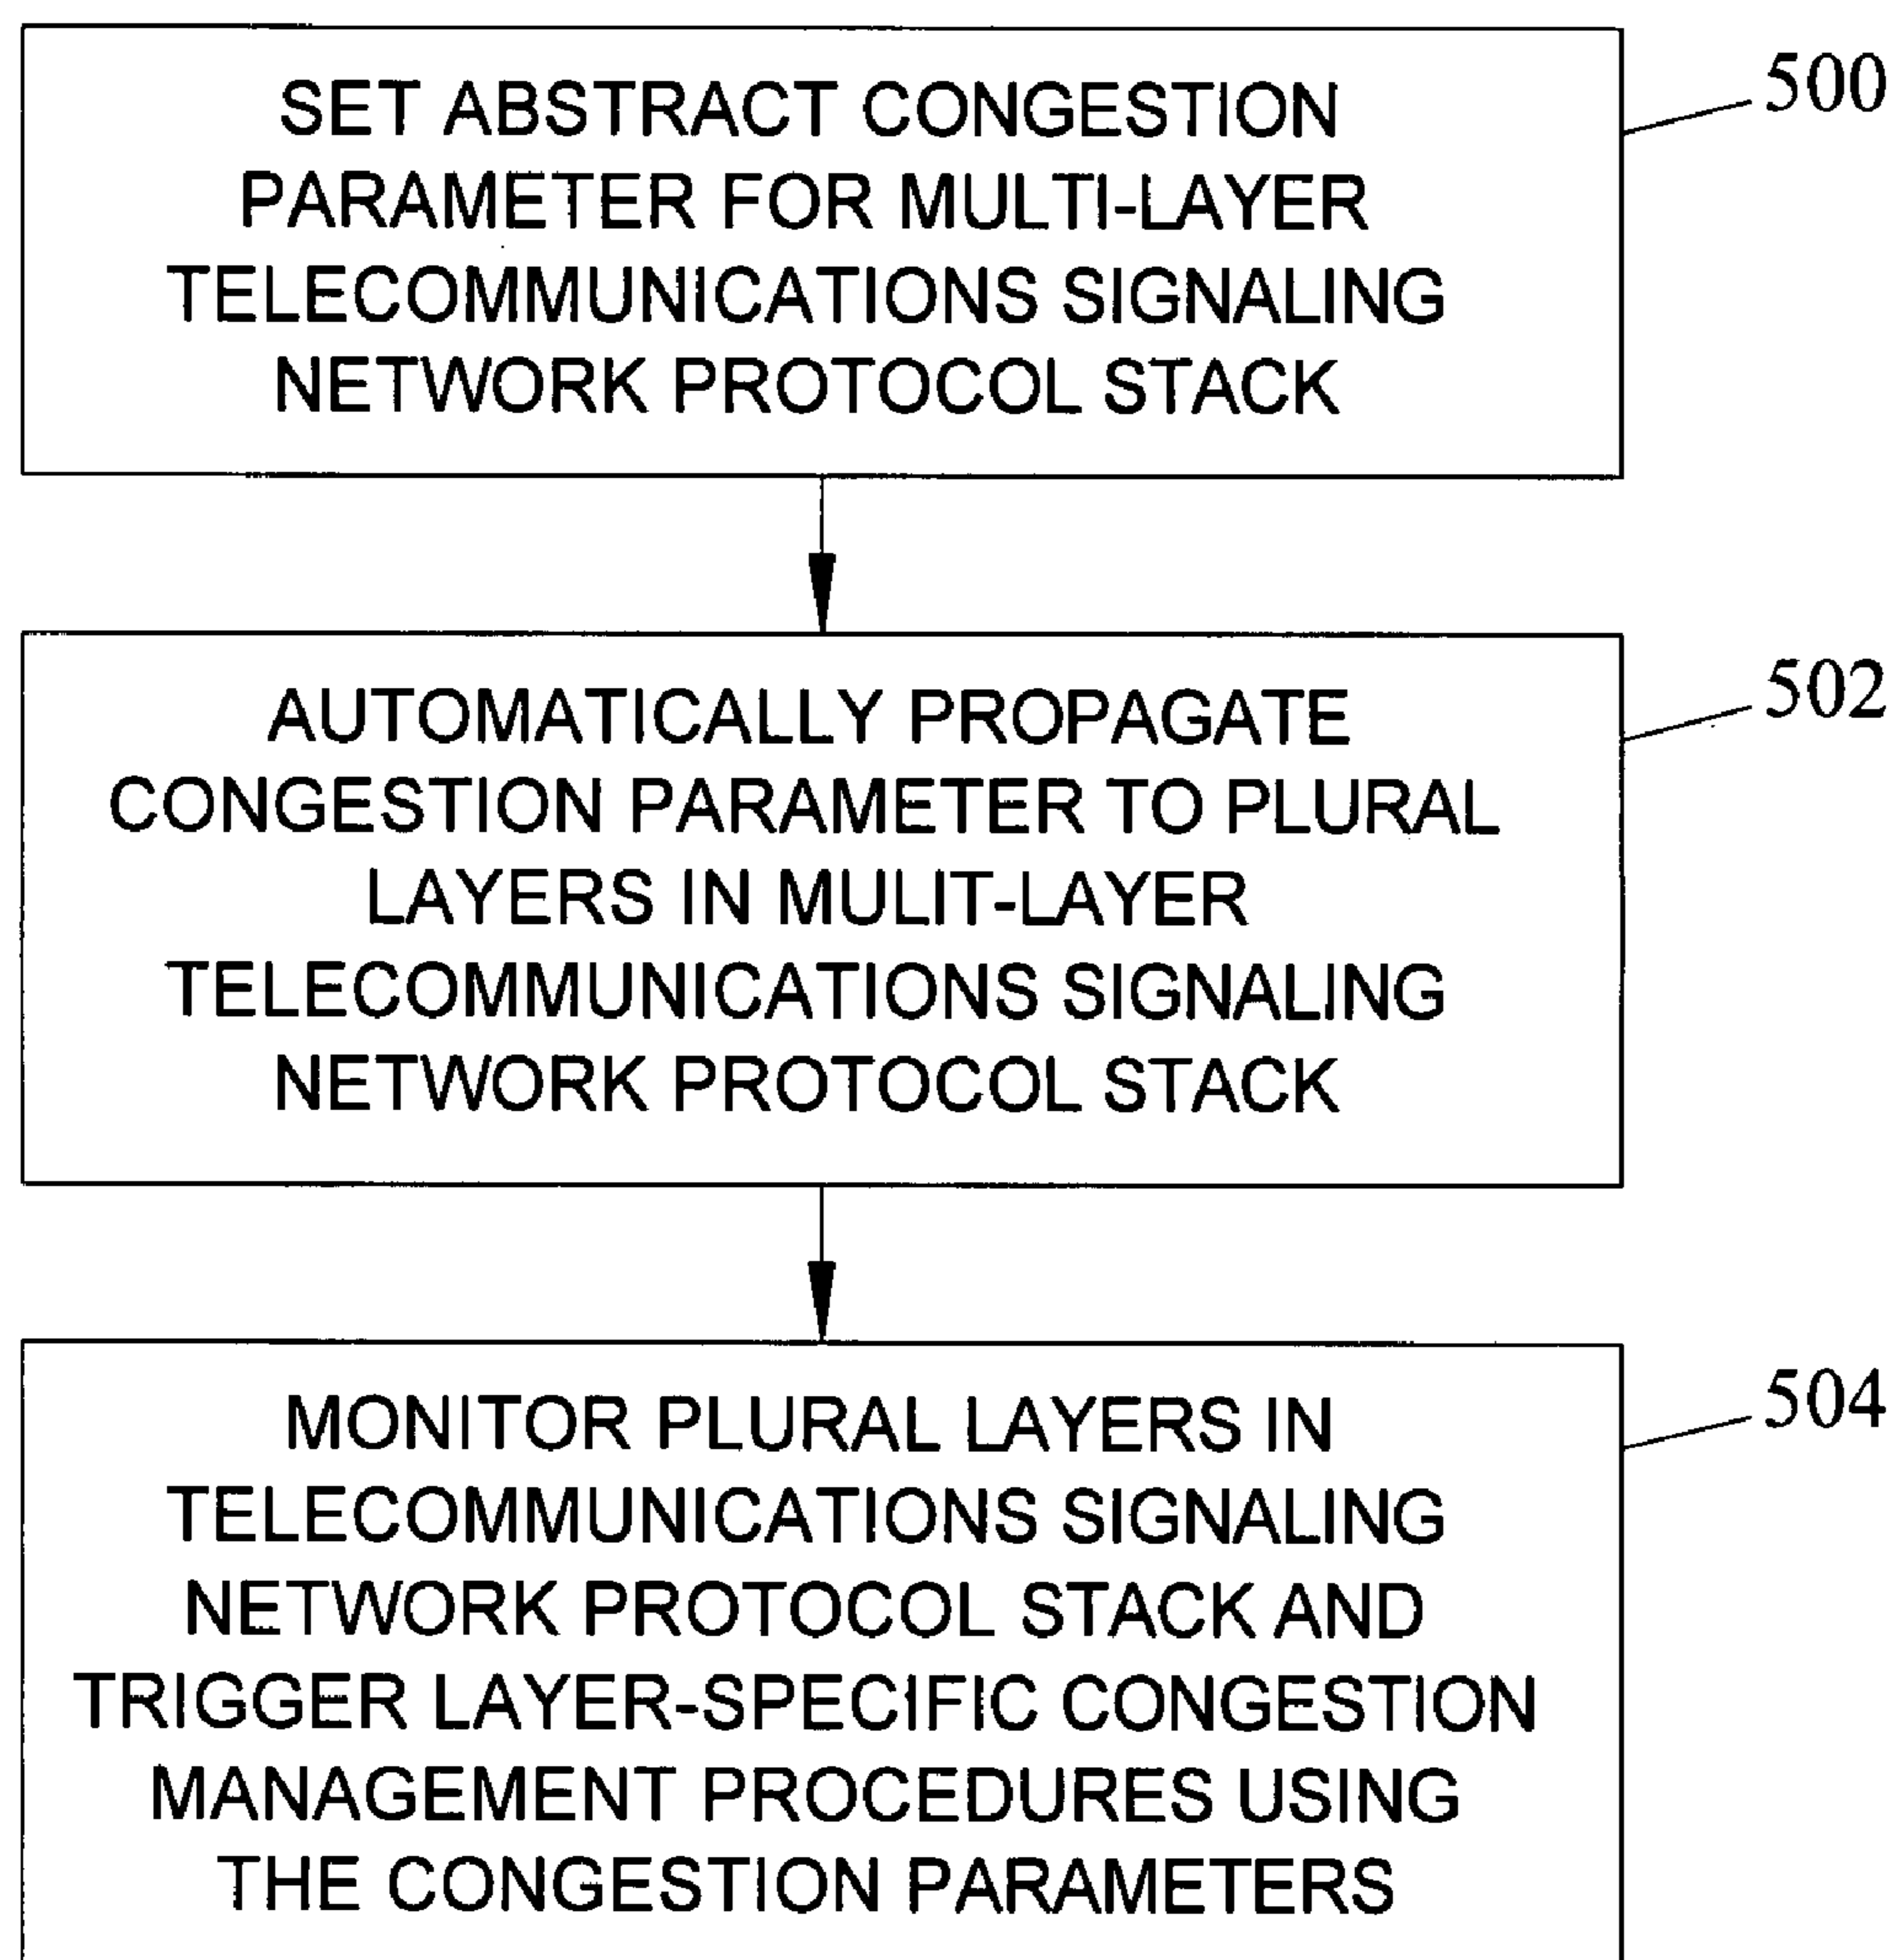 SET ABSTRACT CONGESTION
PARAMETER FOR MULTI-LAYER
TELECOMMUNICATIONS SIGNALING
NETWORK PROTOCOL STACK
500
AUTOMATICALLY PROPAGATE
CONGESTION PARAMETER TO PLURAL
LAYERS IN MULIT-LAYER
TELECOMMUNICATIONS SIGNALING
NETWORK PROTOCOL STACK
502
MONITOR PLURAL LAYERS IN
TELECOMMUNICATIONS SIGNALING
NETWORK PROTOCOL STACK AND
TRIGGER LAYER-SPECIFIC CONGESTION
MANAGEMENT PROCEDURES USING
THE CONGESTION PARAMETERS
504